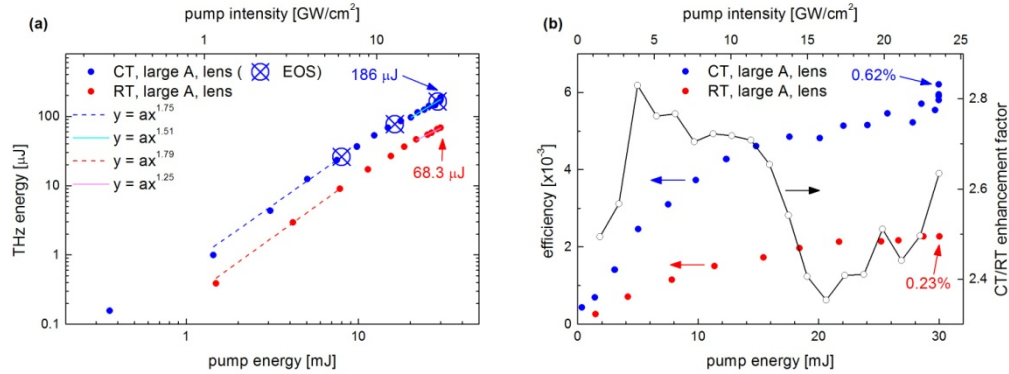 (a)
pump intensity [GW/cm²]
1 10
CT, large A, lens ( EOS)
RT, large A, lens
186 µJ
y = ax^1.75
y = ax^1.51
y = ax^1.79
y = ax^1.25
68.3 µJ
THz energy [µJ]
100
10
1
0.1
1 10
pump energy [mJ]
(b)
pump intensity [GW/cm²]
0 5 10 15 20 25
CT, large A, lens
RT, large A, lens
0.62%
0.23%
efficiency [x10⁻³]
6
4
2
0
CT/RT enhancement factor
2.8
2.6
2.4
0 10 20 30
pump energy [mJ]